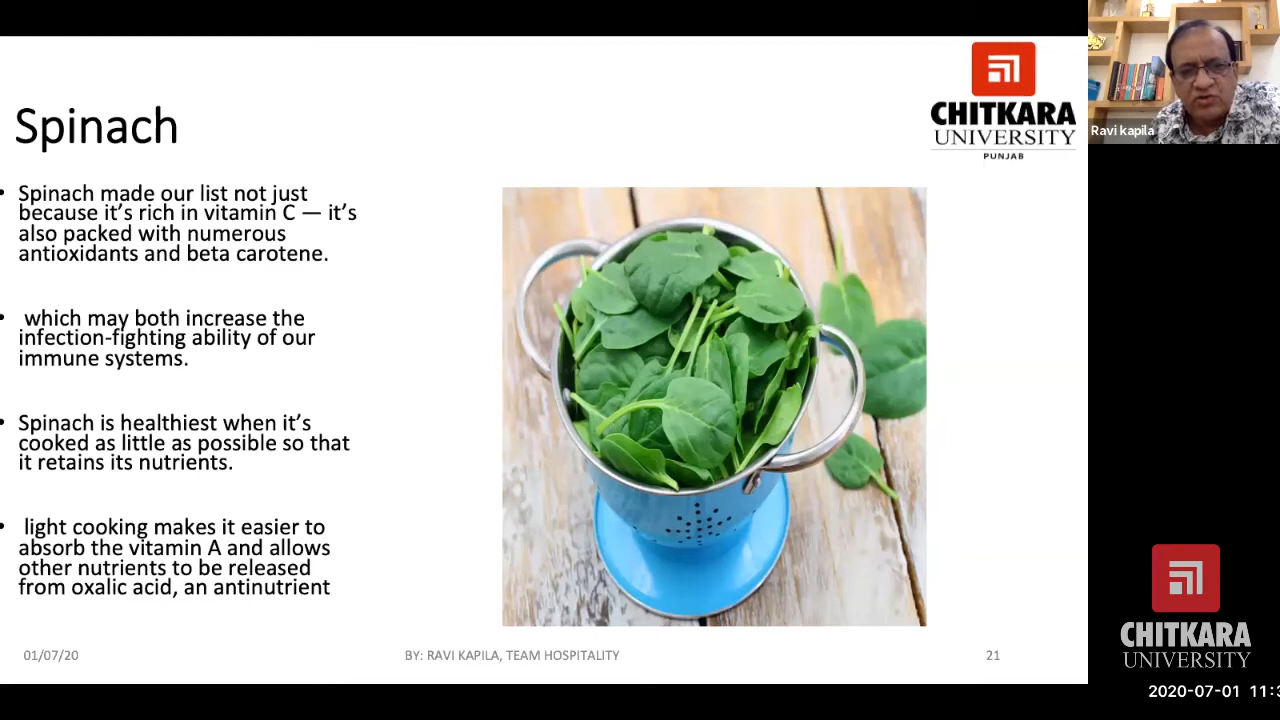 Spinach
CHITKARA
UNIVERSITY
PUNJAB
Ravi kapila
• Spinach made our list not just
because it’s rich in vitamin C — it’s
also packed with numerous
antioxidants and beta carotene.
• which may both increase the
infection-fighting ability of our
immune systems.
• Spinach is healthiest when it’s
cooked as little as possible so that
it retains its nutrients.
• light cooking makes it easier to
absorb the vitamin A and allows
other nutrients to be released
from oxalic acid, an antinutrient
01/07/20
BY: RAVI KAPILA, TEAM HOSPITALITY
21
CHITKARA
UNIVERSITY
2020-07-01 11:3